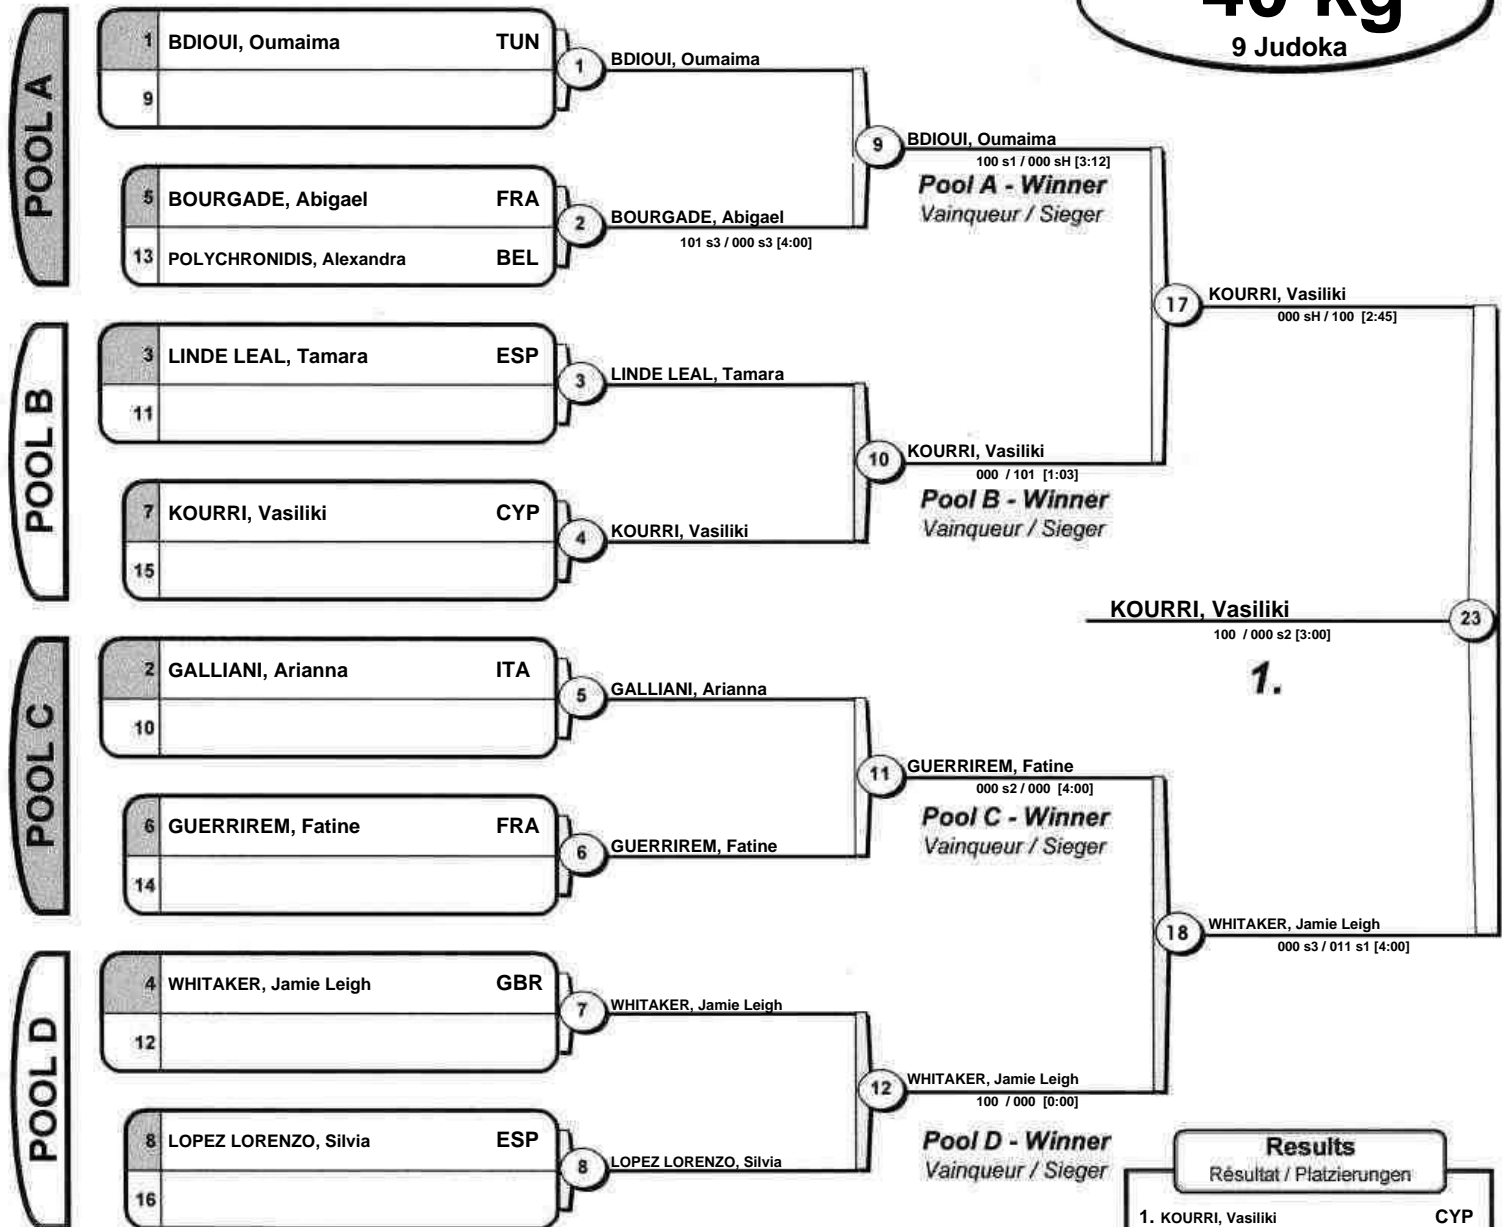 40 kg
9 Judoka
POOL A
1 BDIOUI, Oumaima TUN
9
1
BDIOUI, Oumaima
5 BOURGADE, Abigael FRA
13 POLYCHRONIDIS, Alexandra BEL
2
BOURGADE, Abigael
101 s3 / 000 s3 [4:00]
9
BDIOUI, Oumaima
100 s1 / 000 sH [3:12]
Pool A - Winner
Vainqueur / Sieger
POOL B
3 LINDE LEAL, Tamara ESP
11
3
LINDE LEAL, Tamara
7 KOURRI, Vasiliki CYP
15
4
KOURRI, Vasiliki
10
KOURRI, Vasiliki
000 / 101 [1:03]
Pool B - Winner
Vainqueur / Sieger
17
KOURRI, Vasiliki
000 sH / 100 [2:45]
KOURRI, Vasiliki
23
100 / 000 s2 [3:00]
1.
POOL C
2 GALLIANI, Arianna ITA
10
5
GALLIANI, Arianna
6 GUERRIREM, Fatine FRA
14
6
GUERRIREM, Fatine
11
GUERRIREM, Fatine
000 s2 / 000 [4:00]
Pool C - Winner
Vainqueur / Sieger
POOL D
4 WHITAKER, Jamie Leigh GBR
12
7
WHITAKER, Jamie Leigh
8 LOPEZ LORENZO, Silvia ESP
16
8
LOPEZ LORENZO, Silvia
12
WHITAKER, Jamie Leigh
100 / 000 [0:00]
Pool D - Winner
Vainqueur / Sieger
18
WHITAKER, Jamie Leigh
000 s3 / 011 s1 [4:00]
Results
Résultat / Platzierungen
1. KOURRI, Vasiliki CYP